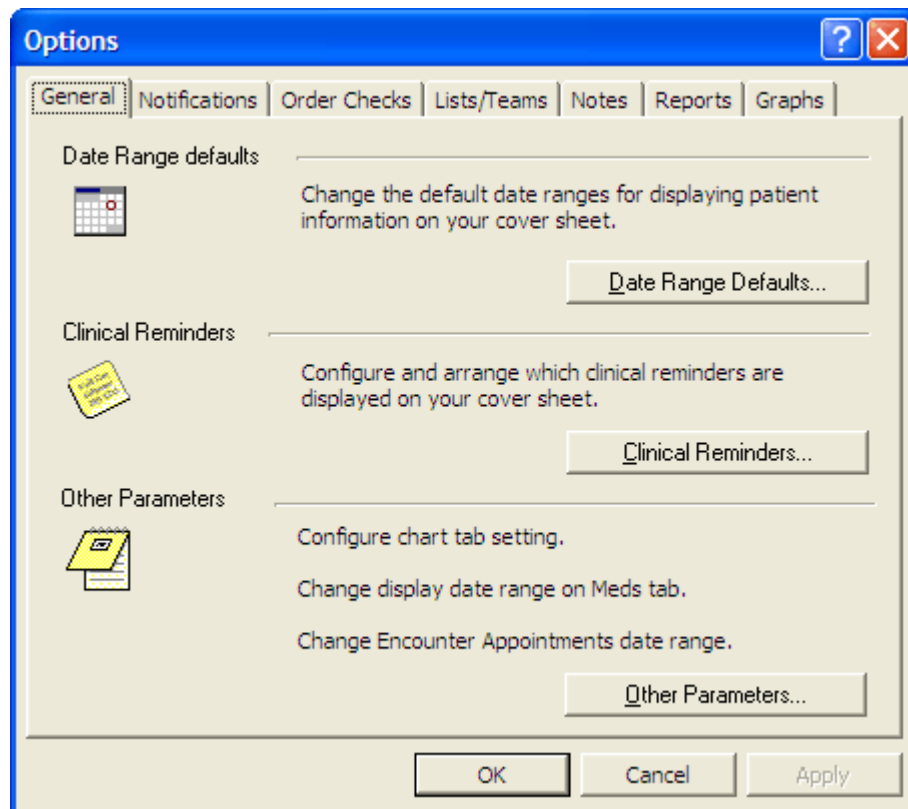 Options
General Notifications Order Checks Lists/Teams Notes Reports Graphs
Date Range defaults
Change the default date ranges for displaying patient
information on your cover sheet.
Date Range Defaults...
Clinical Reminders
Configure and arrange which clinical reminders are
displayed on your cover sheet.
Clinical Reminders...
Other Parameters
Configure chart tab setting.
Change display date range on Meds tab.
Change Encounter Appointments date range.
Other Parameters...
OK Cancel Apply